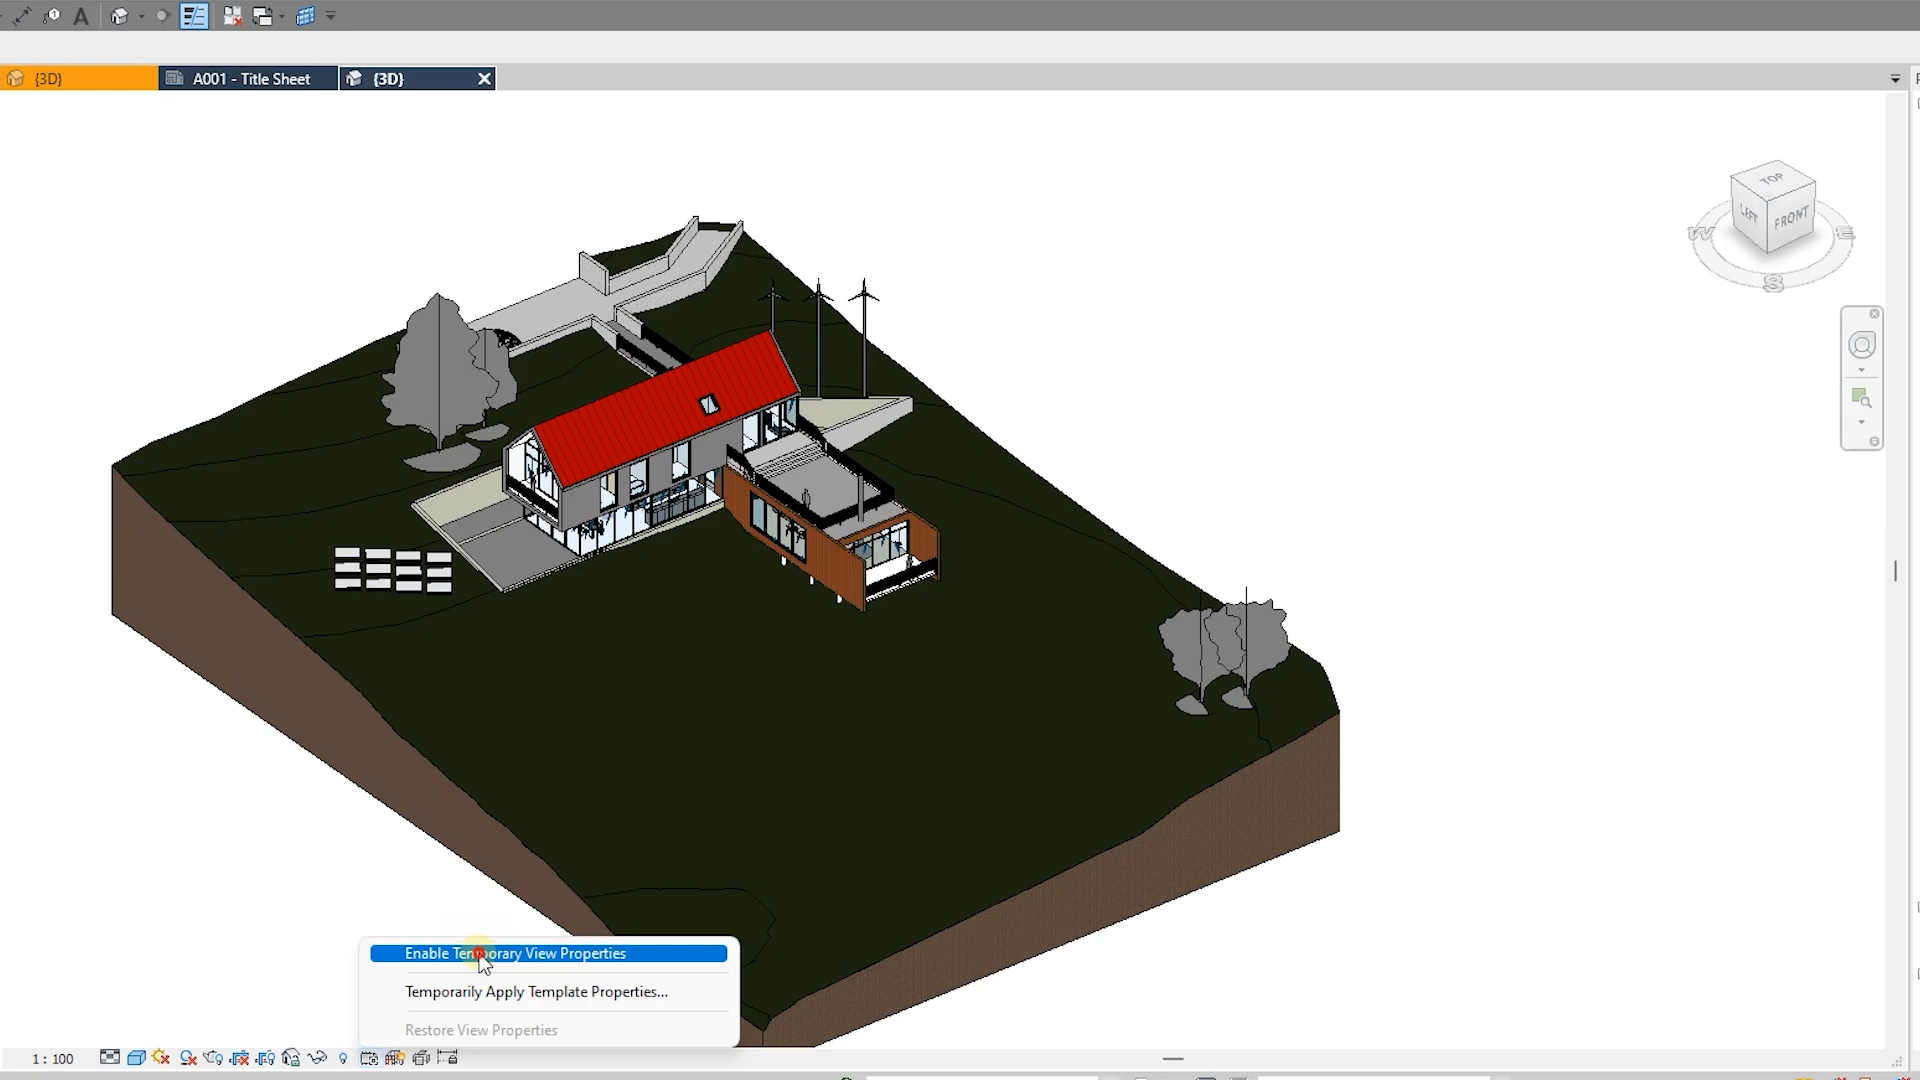 {3D}
A001 - Title Sheet
{3D}
TOP
LEFT
FRONT
W
E
S
Enable Temporary View Properties
Temporarily Apply Template Properties...
Restore View Properties
1 : 100